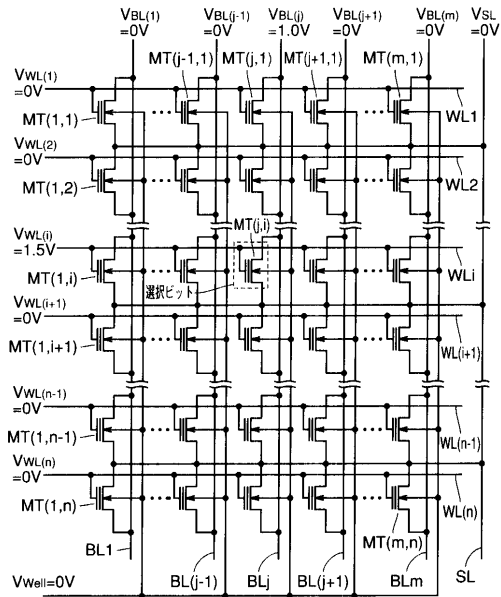 VBL(1)
=0V
VBL(j-1)
=0V
VBL(j)
=1.0V
VBL(j+1)
=0V
VBL(m)
=0V
VSL
=0V
MT(j-1,1)
MT(j,1)
MT(j+1,1)
MT(m,1)
VWL(1)
=0V
WL1
MT(1,1)
VWL(2)
=0V
WL2
MT(1,2)
VWL(i)
=1.5V
MT(j,i)
WLi
MT(1,i)
選択ビット
VWL(i+1)
=0V
WL(i+1)
MT(1,i+1)
VWL(n-1)
=0V
WL(n-1)
MT(1,n-1)
VWL(n)
=0V
WL(n)
MT(1,n)
MT(m,n)
BL1
BL(j-1)
BLj
BL(j+1)
BLm
SL
VWell=0V